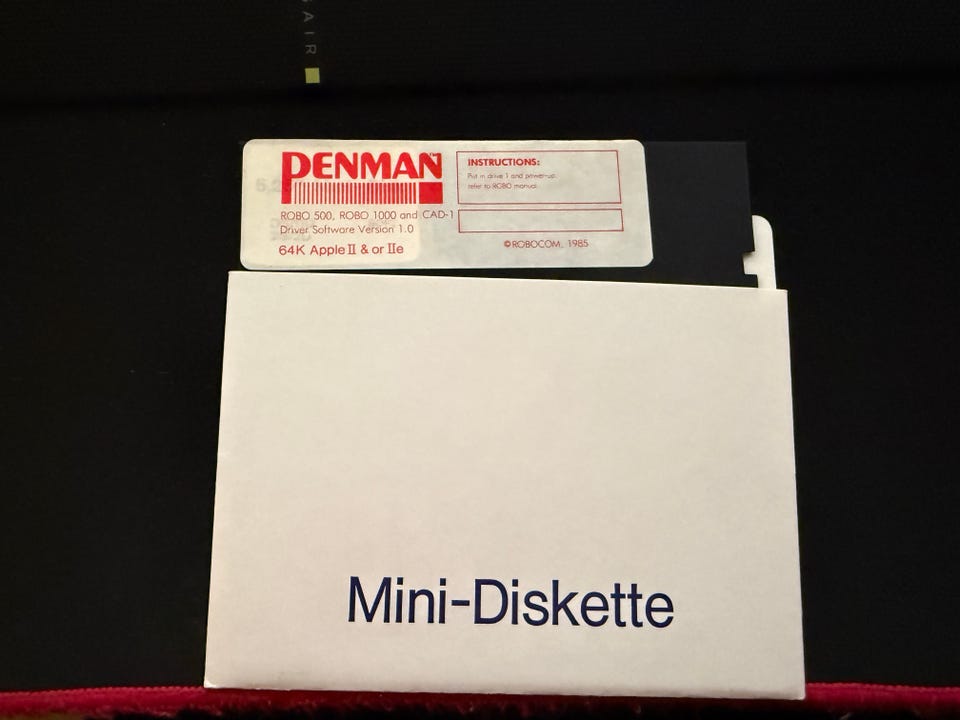 AIR
PENMAN
ROBO 500, ROBO 1000 and CAD-1
Driver Software Version 1.0
64K Apple II & or IIe
INSTRUCTIONS:
Put in drive 1 and power-up.
refer to ROBO manual.
©ROBOCOM, 1985
Mini-Diskette